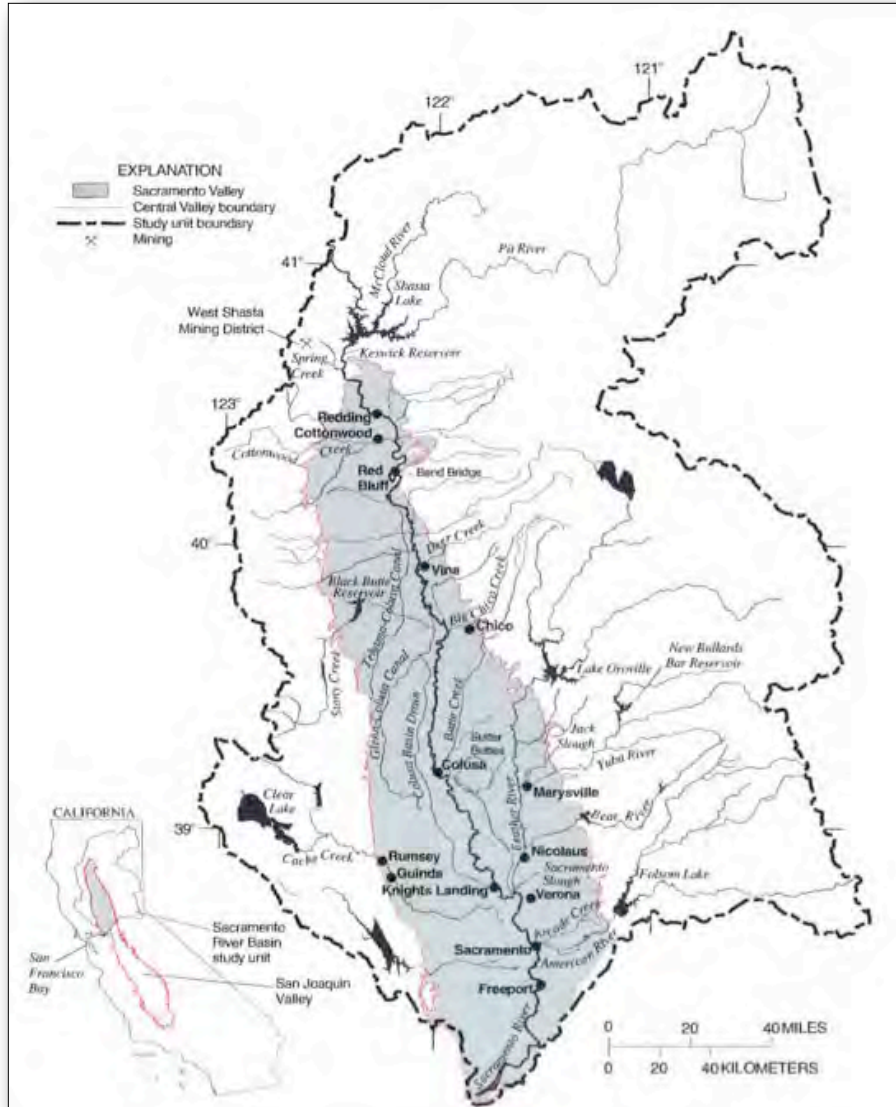 122°
121°
EXPLANATION
Sacramento Valley
Central Valley boundary
Study unit boundary
Mining
41°
McCloud River
Pit River
Shasta
Lake
West Shasta
Mining District
Spring
Creek
Keswick Reservoir
123°
Redding
Cottonwood
Cottonwood
Creek
Red
Bluff
Bend Bridge
40°
Deer Creek
Vina
Black Butte
Reservoir
Tehama-Colusa Canal
Big Chico Creek
Chico
Stony Creek
Glenn-Colusa Canal
Colusa Basin Drain
Butte Creek
Lake Oroville
New Bullards
Bar Reservoir
Sutter
Buttes
Jack
Slough
Yuba River
Colusa
Feather River
Marysville
Bear River
Clear
Lake
39°
Cache Creek
Rumsey
Guinda
Knights Landing
Nicolaus
Sacramento
Slough
Verona
Folsom Lake
Arcade Creek
Sacramento
American River
Freeport
Sacramento River
CALIFORNIA
Sacramento
River Basin
study unit
San
Francisco
Bay
San Joaquin
Valley
0 20 40 MILES
0 20 40 KILOMETERS